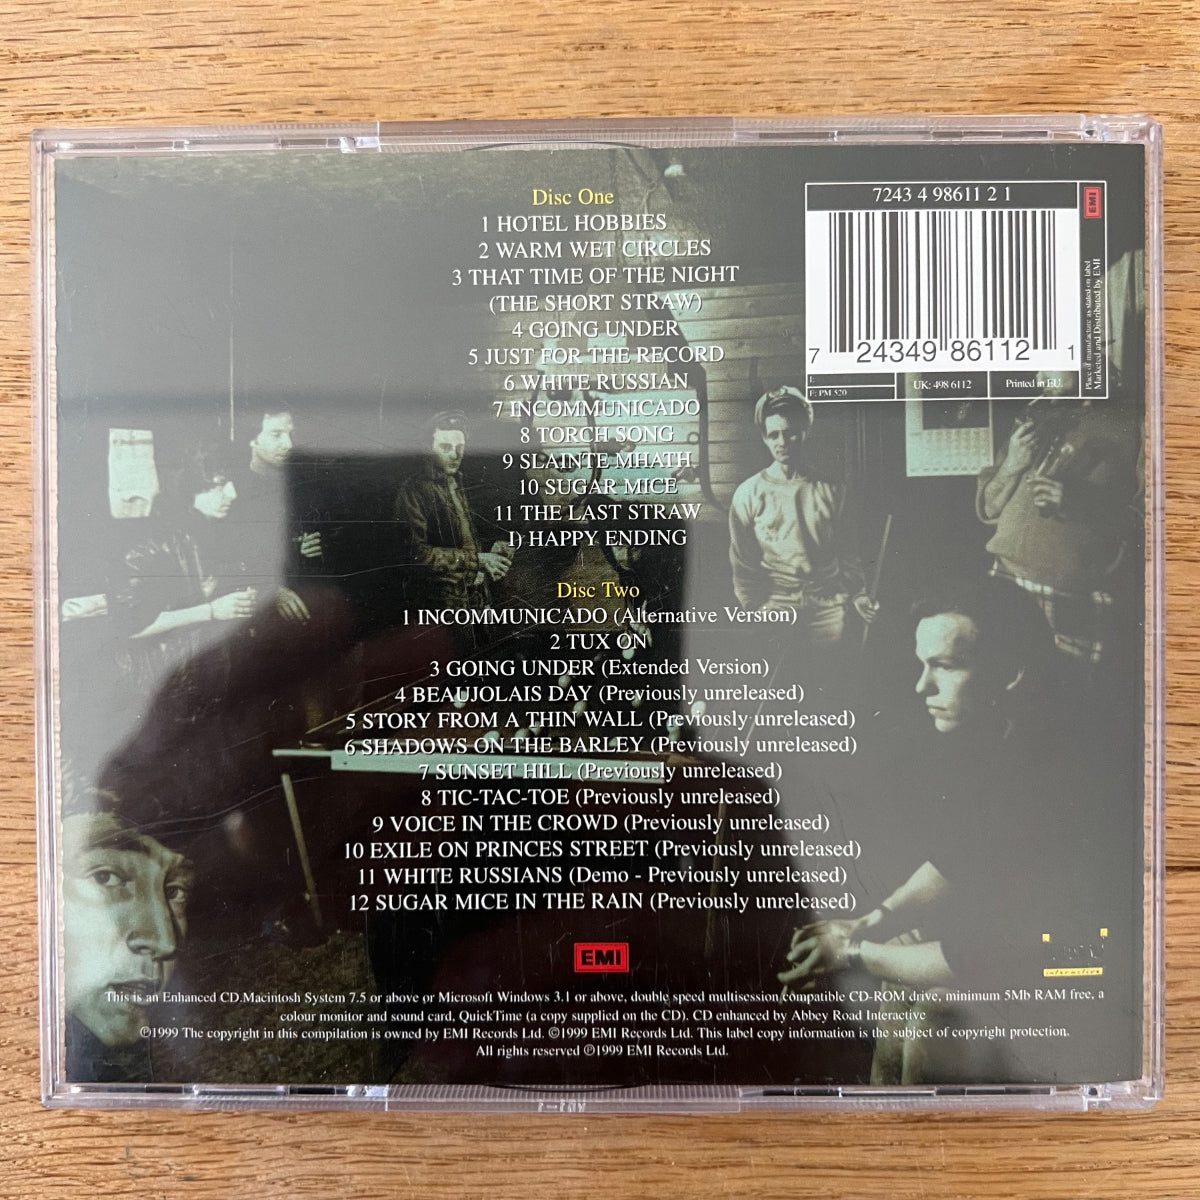 Disc One
1 HOTEL HOBBIES
2 WARM WET CIRCLES
3 THAT TIME OF THE NIGHT
(THE SHORT STRAW)
4 GOING UNDER
5 JUST FOR THE RECORD
6 WHITE RUSSIAN
7 INCOMMUNICADO
8 TORCH SONG
9 SLAINTE MHATH
10 SUGAR MICE
11 THE LAST STRAW
I) HAPPY ENDING
7243 4 98611 2 1
EMI
7 24349 86112 1
I:
F: PM 520
UK: 498 6112
Printed in E.U.
Place of manufacture as stated on label
Marketed and Distributed by EMI
Disc Two
1 INCOMMUNICADO (Alternative Version)
2 TUX ON
3 GOING UNDER (Extended Version)
4 BEAUJOLAIS DAY (Previously unreleased)
5 STORY FROM A THIN WALL (Previously unreleased)
6 SHADOWS ON THE BARLEY (Previously unreleased)
7 SUNSET HILL (Previously unreleased)
8 TIC-TAC-TOE (Previously unreleased)
9 VOICE IN THE CROWD (Previously unreleased)
10 EXILE ON PRINCES STREET (Previously unreleased)
11 WHITE RUSSIANS (Demo - Previously unreleased)
12 SUGAR MICE IN THE RAIN (Previously unreleased)
EMI
interactive
This is an Enhanced CD.Macintosh System 7.5 or above or Microsoft Windows 3.1 or above, double speed multisession compatible CD-ROM drive, minimum 5Mb RAM free, a
colour monitor and sound card, QuickTime (a copy supplied on the CD). CD enhanced by Abbey Road Interactive
℗1999 The copyright in this compilation is owned by EMI Records Ltd. ©1999 EMI Records Ltd. This label copy information is the subject of copyright protection.
All rights reserved ℗1999 EMI Records Ltd.